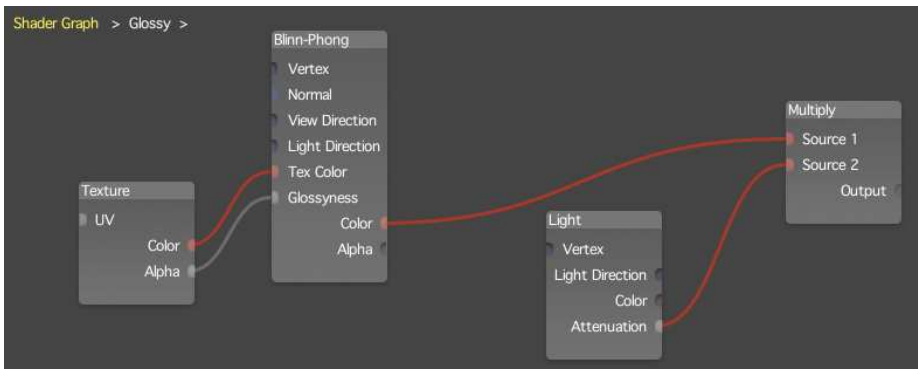 Shader Graph > Glossy >
Blinn-Phong
Vertex
Normal
View Direction
Light Direction
Tex Color
Glossyness
Color
Alpha
Texture
UV
Color
Alpha
Light
Vertex
Light Direction
Color
Attenuation
Multiply
Source 1
Source 2
Output